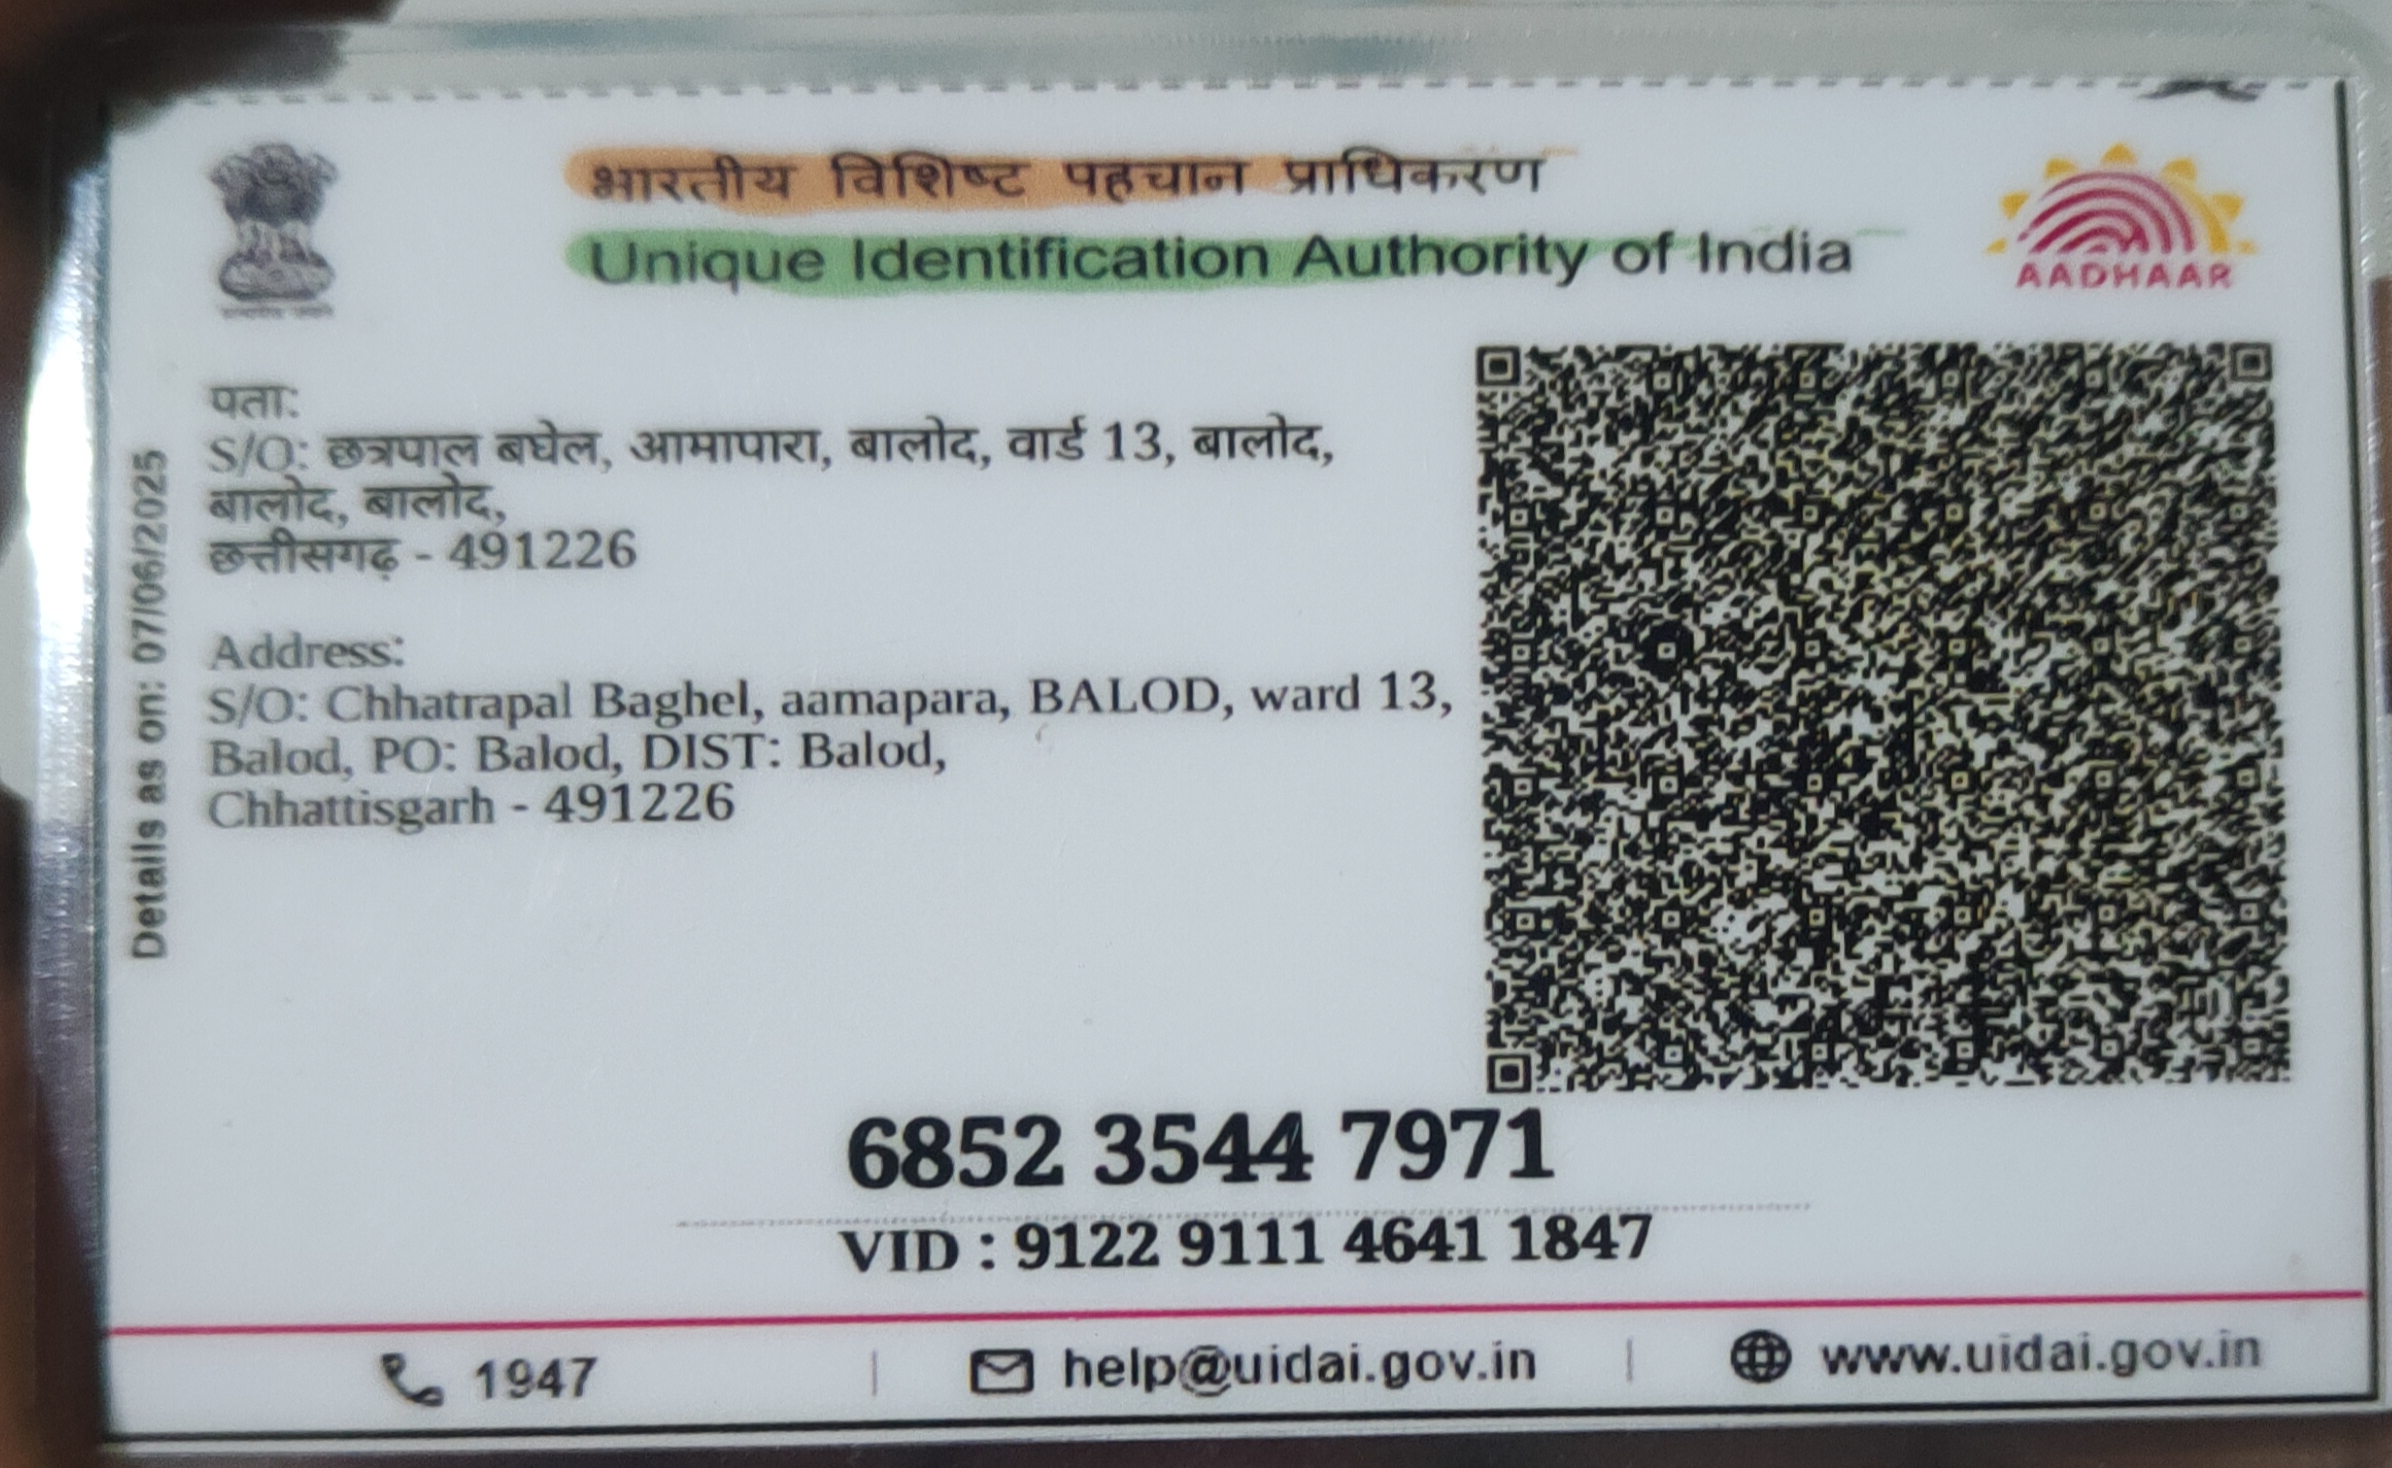 भारतीय विशिष्ट पहचान प्राधिकरण
Unique Identification Authority of India
AADHAAR
Details as on: 07/06/2025
पता:
S/O: छत्रपाल बघेल, आमापारा, बालोद, वार्ड 13, बालोद,
बालोद, बालोद,
छत्तीसगढ़ - 491226
Address:
S/O: Chhatrapal Baghel, aamapara, BALOD, ward 13,
Balod, PO: Balod, DIST: Balod,
Chhattisgarh - 491226
6852 3544 7971
VID : 9122 9111 4641 1847
1947 | help@uidai.gov.in | www.uidai.gov.in